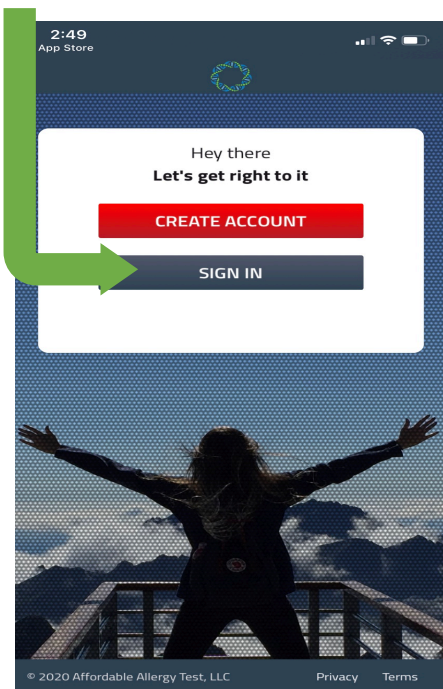 2:49
App Store
Hey there
Let's get right to it
CREATE ACCOUNT
SIGN IN
© 2020 Affordable Allergy Test, LLC Privacy Terms